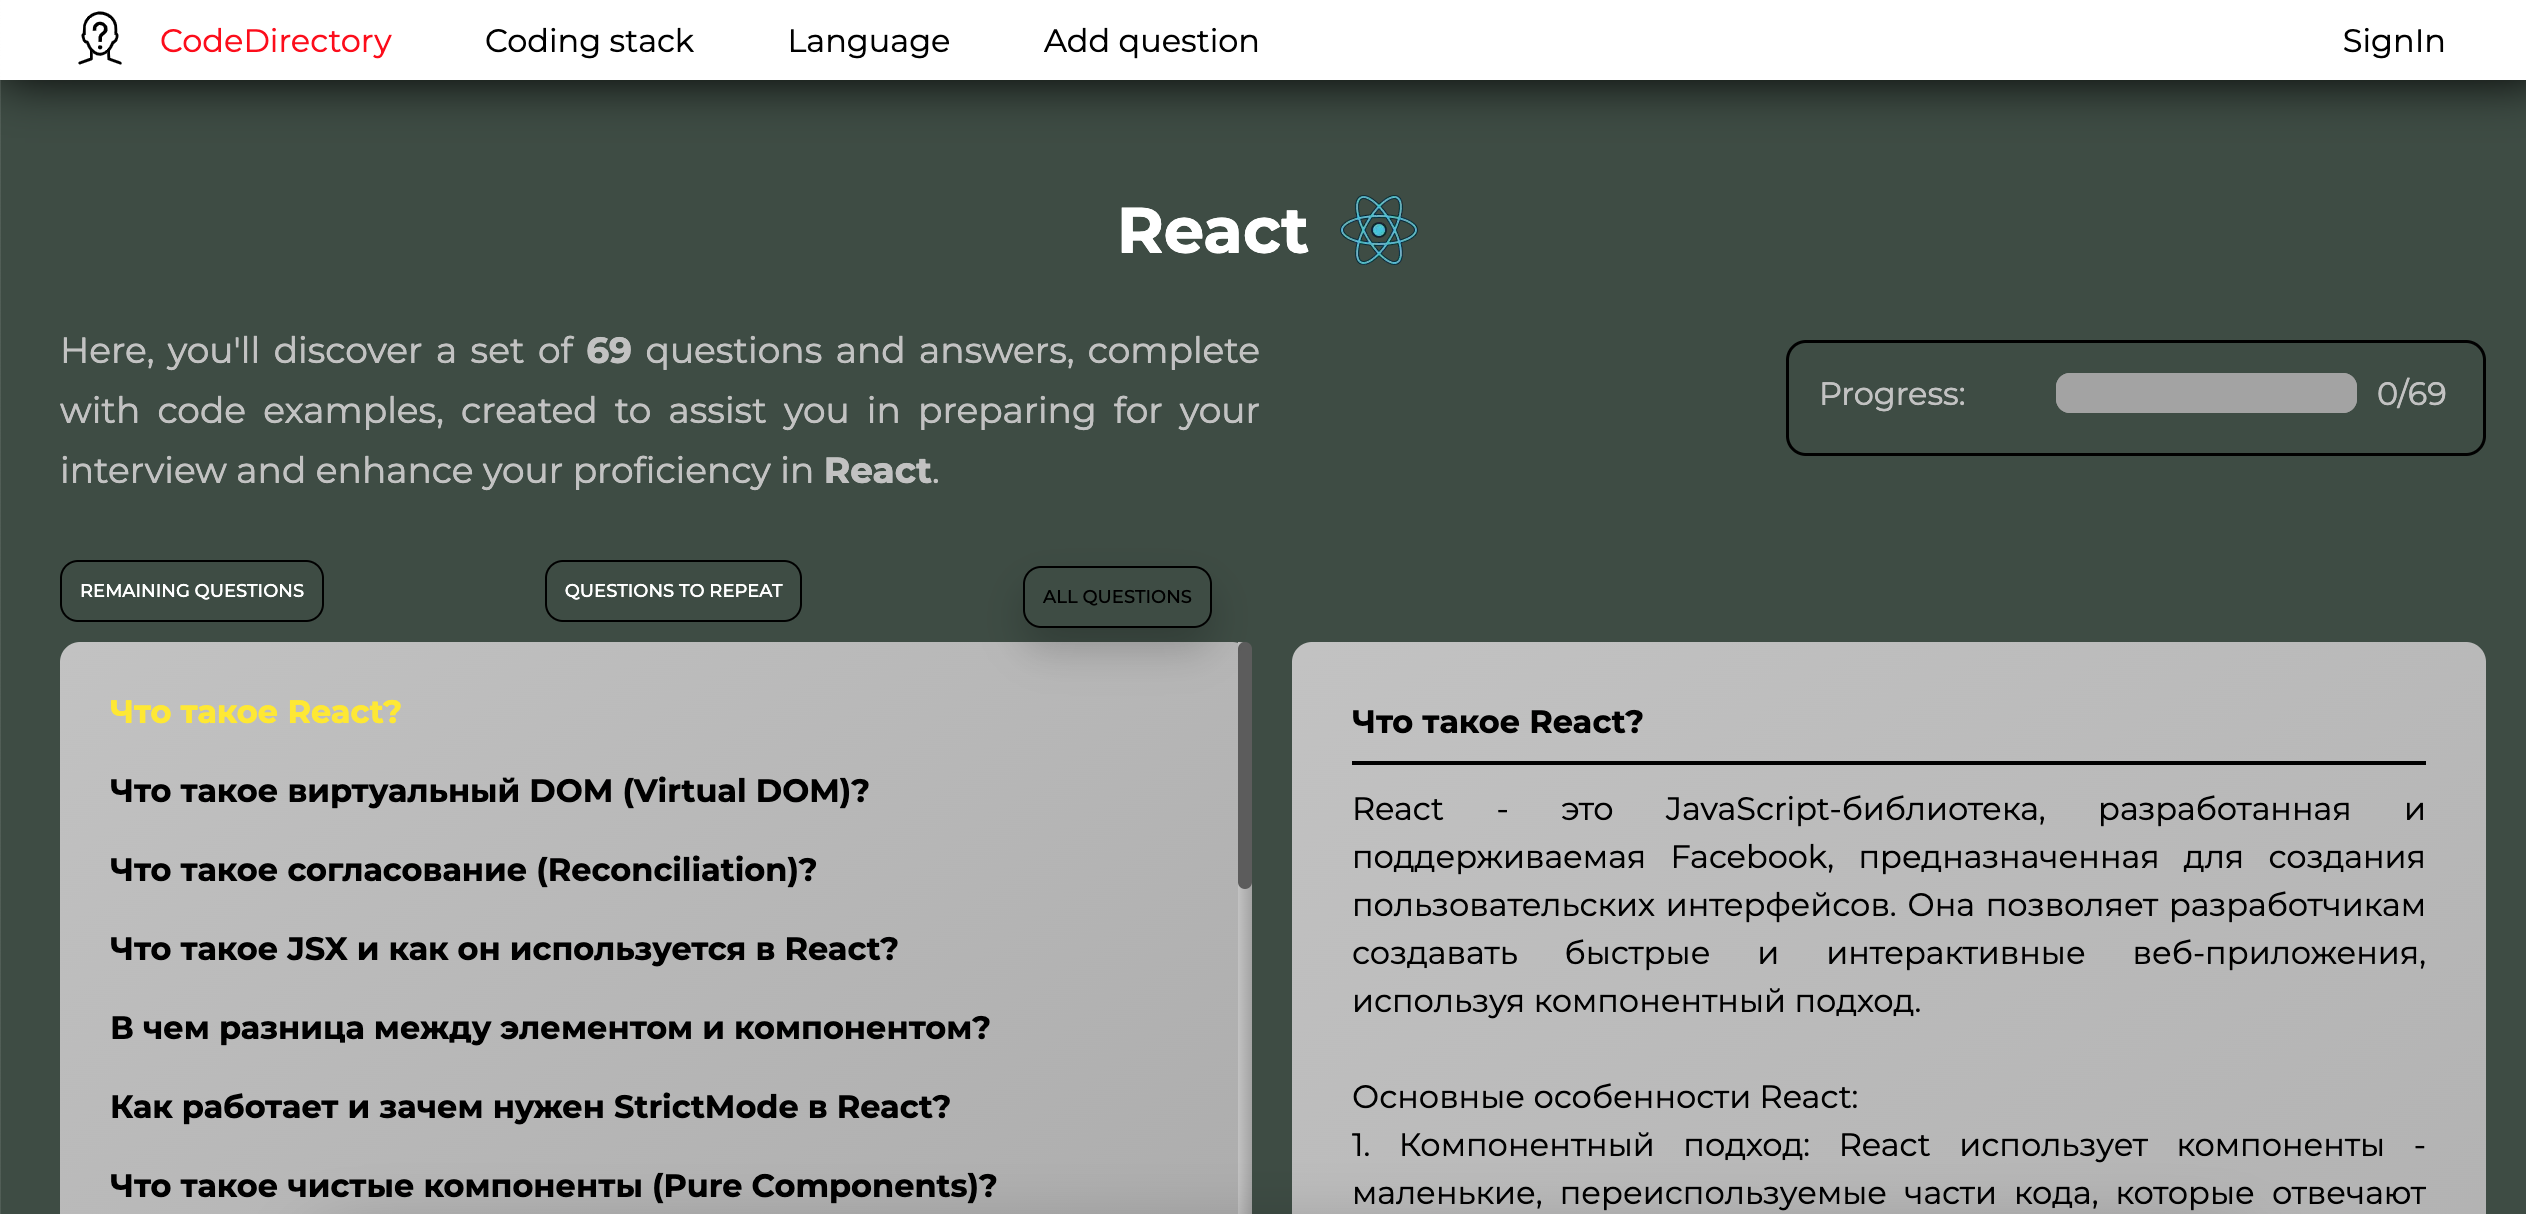 CodeDirectory
Coding stack
Language
Add question
SignIn
React
Here, you'll discover a set of 69 questions and answers, complete
with code examples, created to assist you in preparing for your
interview and enhance your proficiency in React.
Progress:
0/69
REMAINING QUESTIONS
QUESTIONS TO REPEAT
ALL QUESTIONS
Что такое React?
Что такое виртуальный DOM (Virtual DOM)?
Что такое согласование (Reconciliation)?
Что такое JSX и как он используется в React?
В чем разница между элементом и компонентом?
Как работает и зачем нужен StrictMode в React?
Что такое чистые компоненты (Pure Components)?
Что такое React?
React - это JavaScript-библиотека, разработанная и
поддерживаемая Facebook, предназначенная для создания
пользовательских интерфейсов. Она позволяет разработчикам
создавать быстрые и интерактивные веб-приложения,
используя компонентный подход.
Основные особенности React:
1. Компонентный подход: React использует компоненты -
маленькие, переиспользуемые части кода, которые отвечают